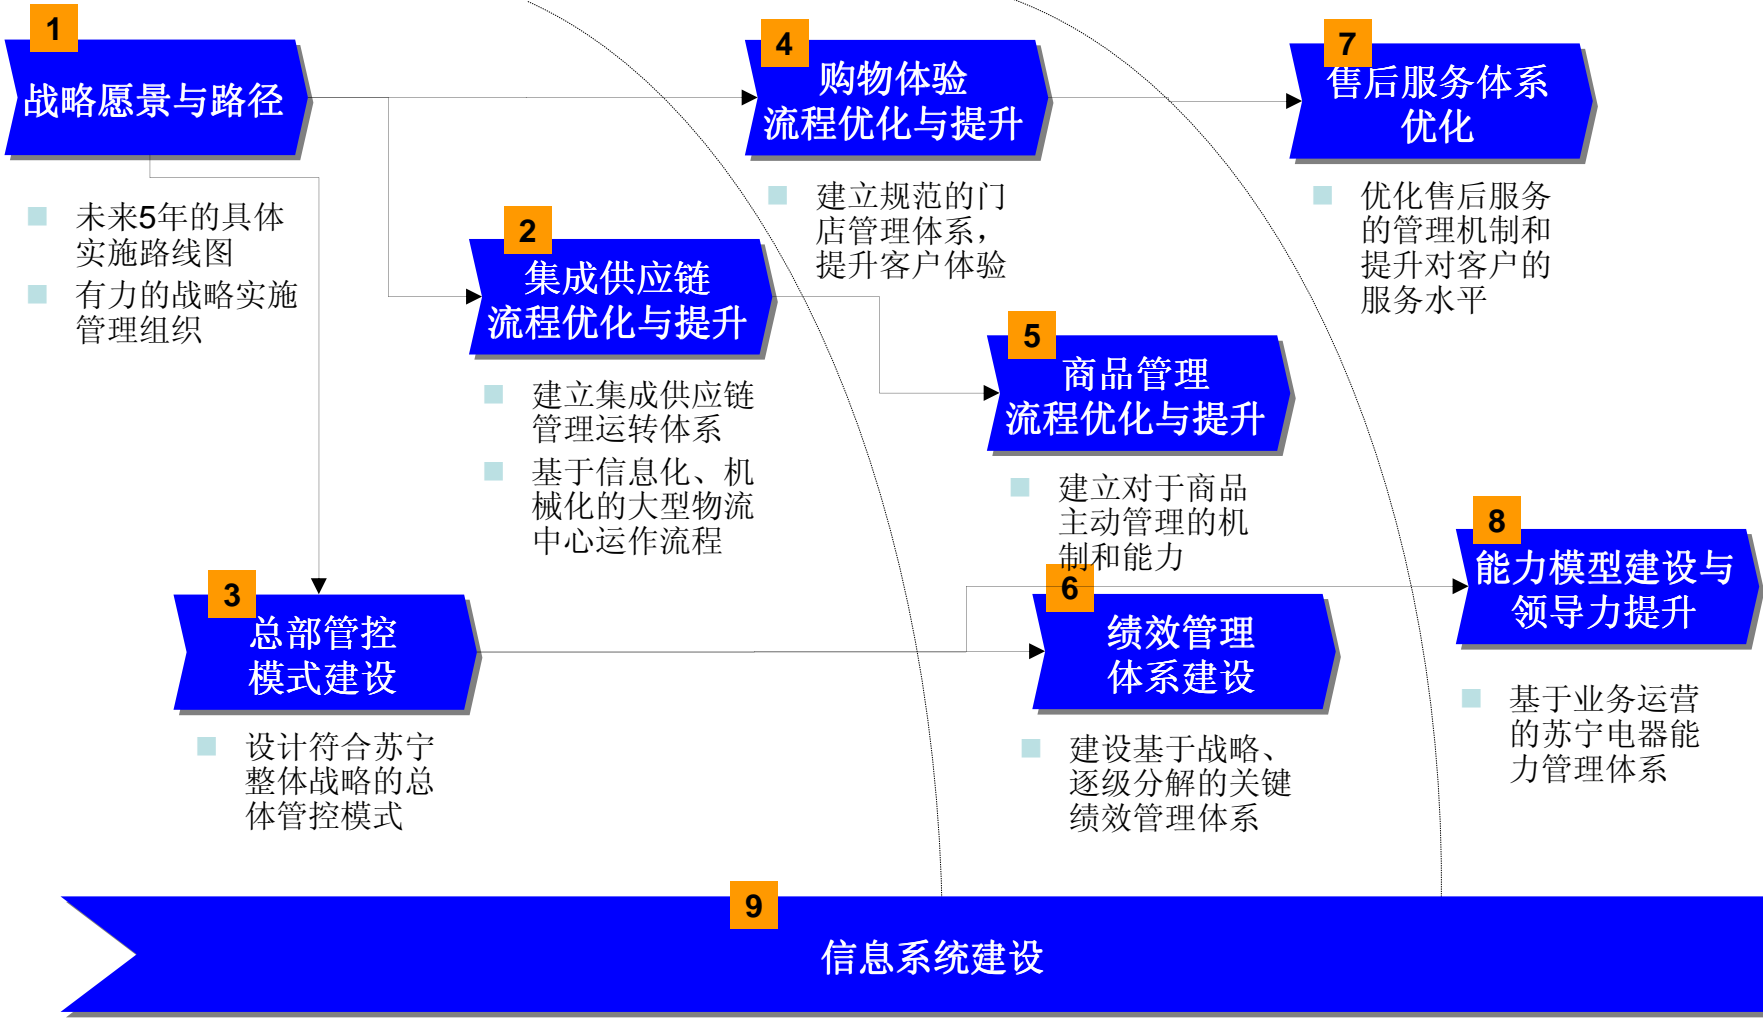 1
战略愿景与路径
未来5年的具体
实施路线图
有力的战略实施
管理组织
2
集成供应链
流程优化与提升
建立集成供应链
管理运转体系
基于信息化、机
械化的大型物流
中心运作流程
3
总部管控
模式建设
设计符合苏宁
整体战略的总
体管控模式
4
购物体验
流程优化与提升
建立规范的门
店管理体系，
提升客户体验
5
商品管理
流程优化与提升
建立对于商品
主动管理的机
制和能力
6
绩效管理
体系建设
建设基于战略、
逐级分解的关键
绩效管理体系
7
售后服务体系
优化
优化售后服务
的管理机制和
提升对客户的
服务水平
8
能力模型建设与
领导力提升
基于业务运营
的苏宁电器能
力管理体系
9
信息系统建设